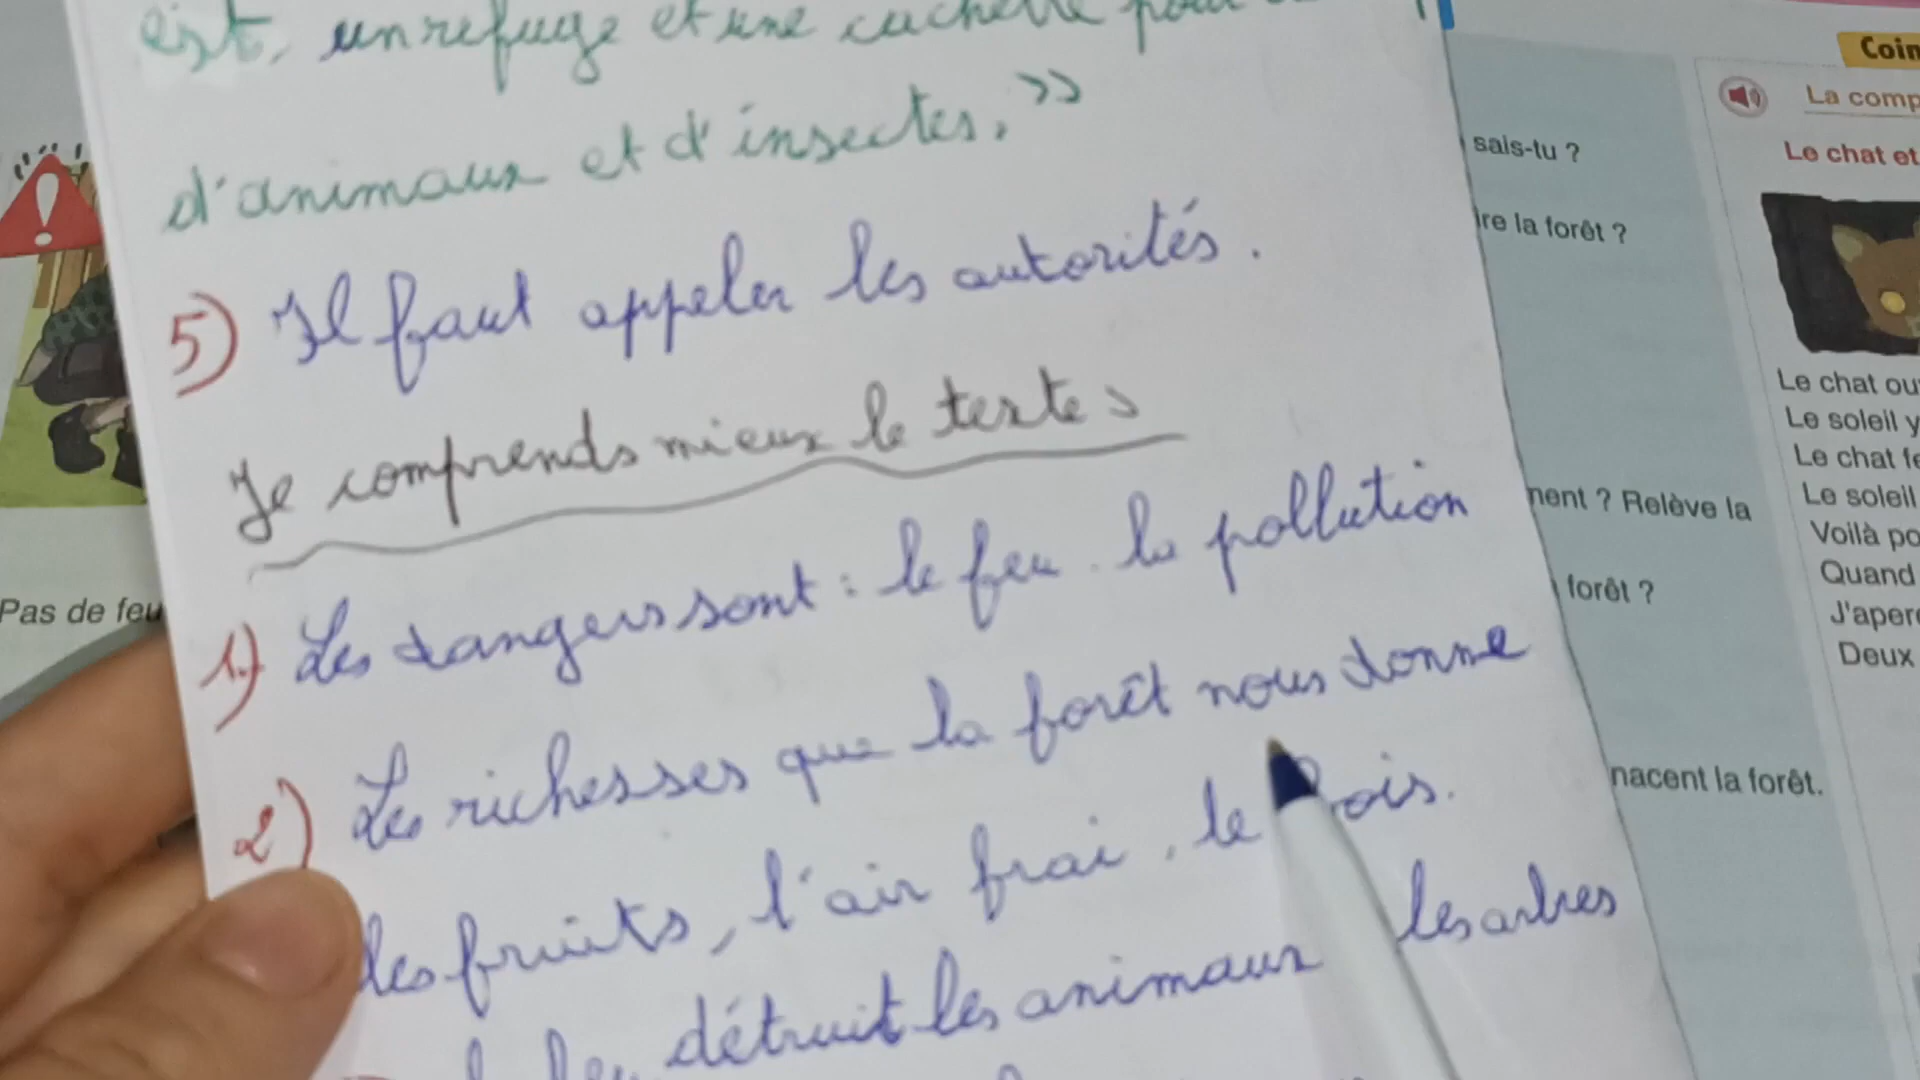 est, un refuge et une cachette pour
d'animaux et d'insectes, »
5) Il faut appeler les autorités.
Je comprends mieux le texte :
1) Les dangers sont : le feu. la pollution
2) Les richesses que la forêt nous donne
les fruits, l'air frai, le bois.
détruit les animaux les arbres
Pas de feu
sais-tu ?
ire la forêt ?
ment ? Relève la
forêt ?
nacent la forêt.
Coin
La comp
Le chat et
Le chat ou
Le soleil y
Le chat fe
Le soleil
Voilà po
Quand
J'aper
Deux